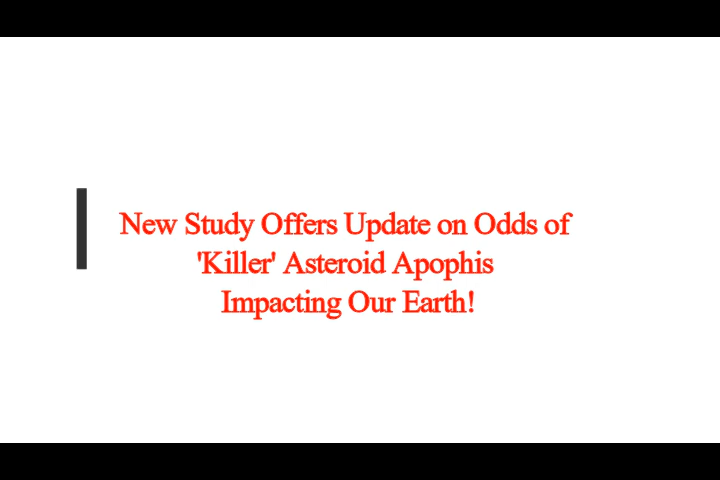 New Study Offers Update on Odds of
'Killer' Asteroid Apophis
Impacting Our Earth!